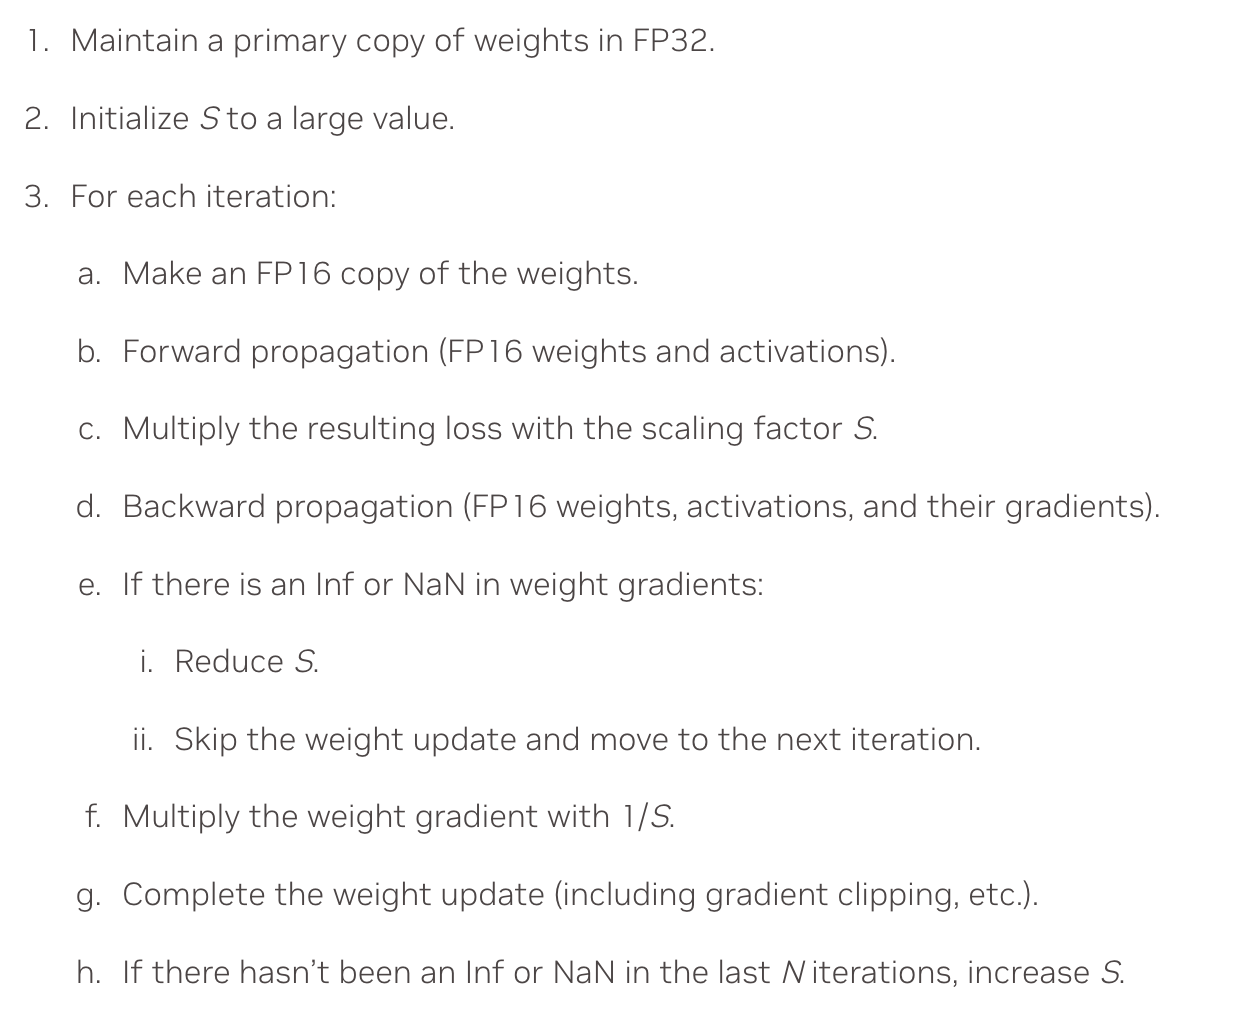 1. Maintain a primary copy of weights in FP32.
2. Initialize S to a large value.
3. For each iteration:
a. Make an FP16 copy of the weights.
b. Forward propagation (FP16 weights and activations).
c. Multiply the resulting loss with the scaling factor S.
d. Backward propagation (FP16 weights, activations, and their gradients).
e. If there is an Inf or NaN in weight gradients:
i. Reduce S.
ii. Skip the weight update and move to the next iteration.
f. Multiply the weight gradient with 1/S.
g. Complete the weight update (including gradient clipping, etc.).
h. If there hasn’t been an Inf or NaN in the last N iterations, increase S.